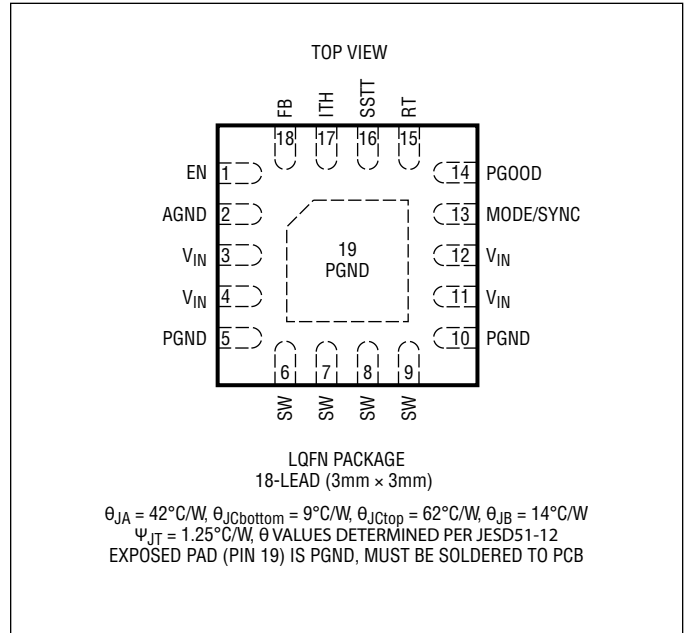 TOP VIEW
FB ITH SSTT RT
18 17 16 15
EN 1 14 PGOOD
AGND 2 13 MODE/SYNC
19
PGND
VIN 3 12 VIN
VIN 4 11 VIN
PGND 5 10 PGND
6 7 8 9
SW SW SW SW
LQFN PACKAGE
18-LEAD (3mm × 3mm)
θJA = 42°C/W, θJCbottom = 9°C/W, θJCtop = 62°C/W, θJB = 14°C/W
ΨJT = 1.25°C/W, θ VALUES DETERMINED PER JESD51-12
EXPOSED PAD (PIN 19) IS PGND, MUST BE SOLDERED TO PCB